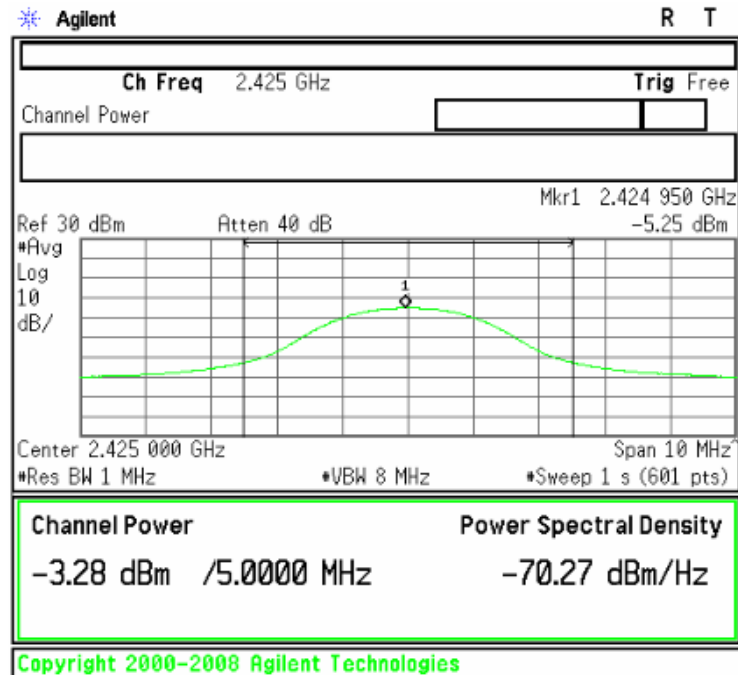 Agilent R T
Ch Freq 2.425 GHz Trig Free
Channel Power
Mkr1 2.424 950 GHz
Ref 30 dBm Atten 40 dB -5.25 dBm
#Avg
Log
10
dB/
1
Center 2.425 000 GHz Span 10 MHz^
#Res BW 1 MHz #VBW 8 MHz #Sweep 1 s (601 pts)
Channel Power Power Spectral Density
-3.28 dBm /5.0000 MHz -70.27 dBm/Hz
Copyright 2000-2008 Agilent Technologies